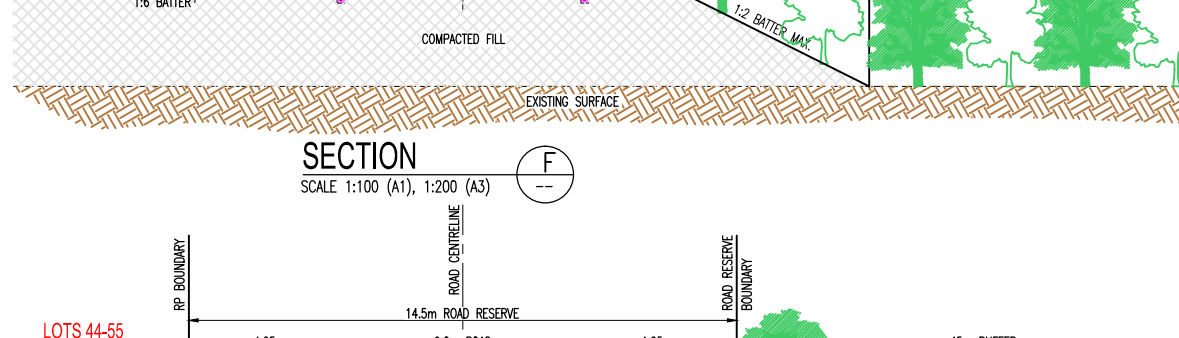 1:6 BATTER
1:2 BATTER MAX.
COMPACTED FILL
EXISTING SURFACE
SECTION
F
--
SCALE 1:100 (A1), 1:200 (A3)
RP BOUNDARY
ROAD CENTRELINE
ROAD RESERVE
BOUNDARY
14.5m ROAD RESERVE
LOTS 44-55